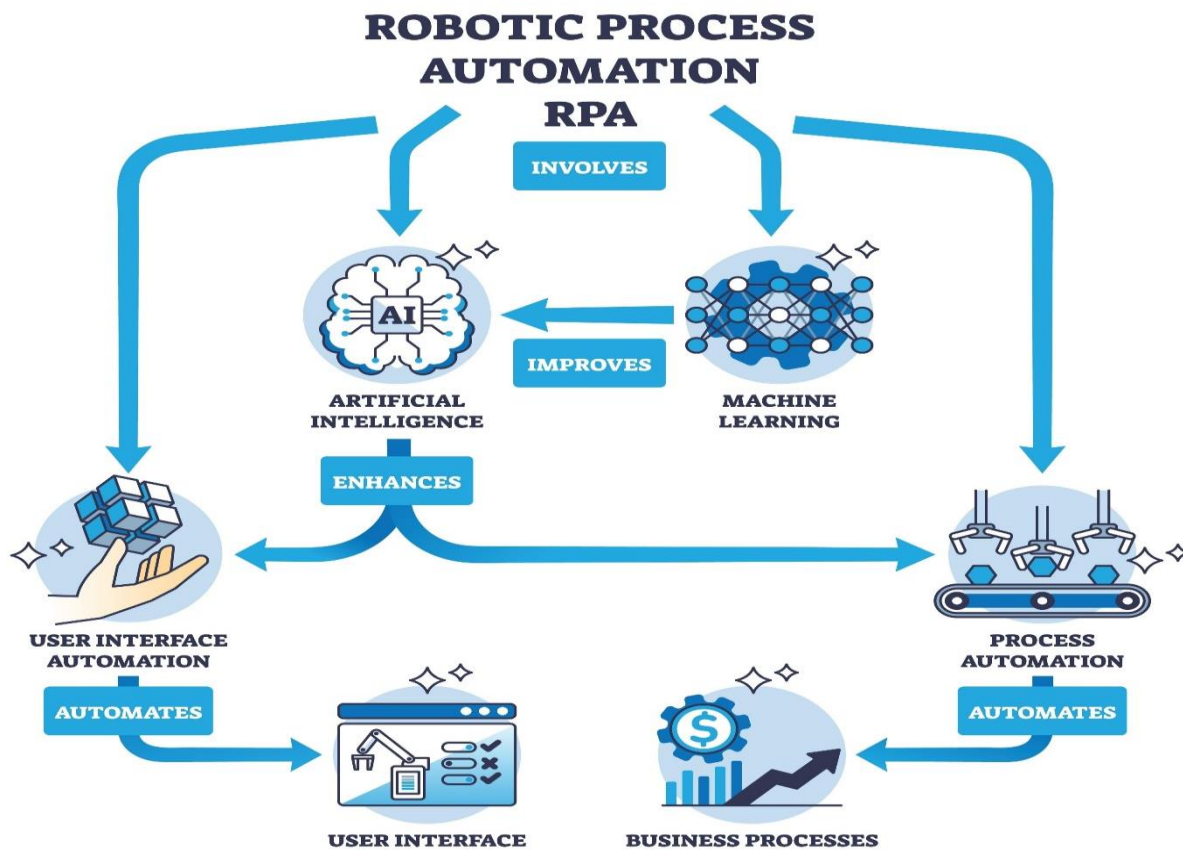 ROBOTIC PROCESS
AUTOMATION
RPA
INVOLVES
AI
ARTIFICIAL
INTELLIGENCE
IMPROVES
MACHINE
LEARNING
ENHANCES
USER INTERFACE
AUTOMATION
PROCESS
AUTOMATION
AUTOMATES
AUTOMATES
$
USER INTERFACE
BUSINESS PROCESSES